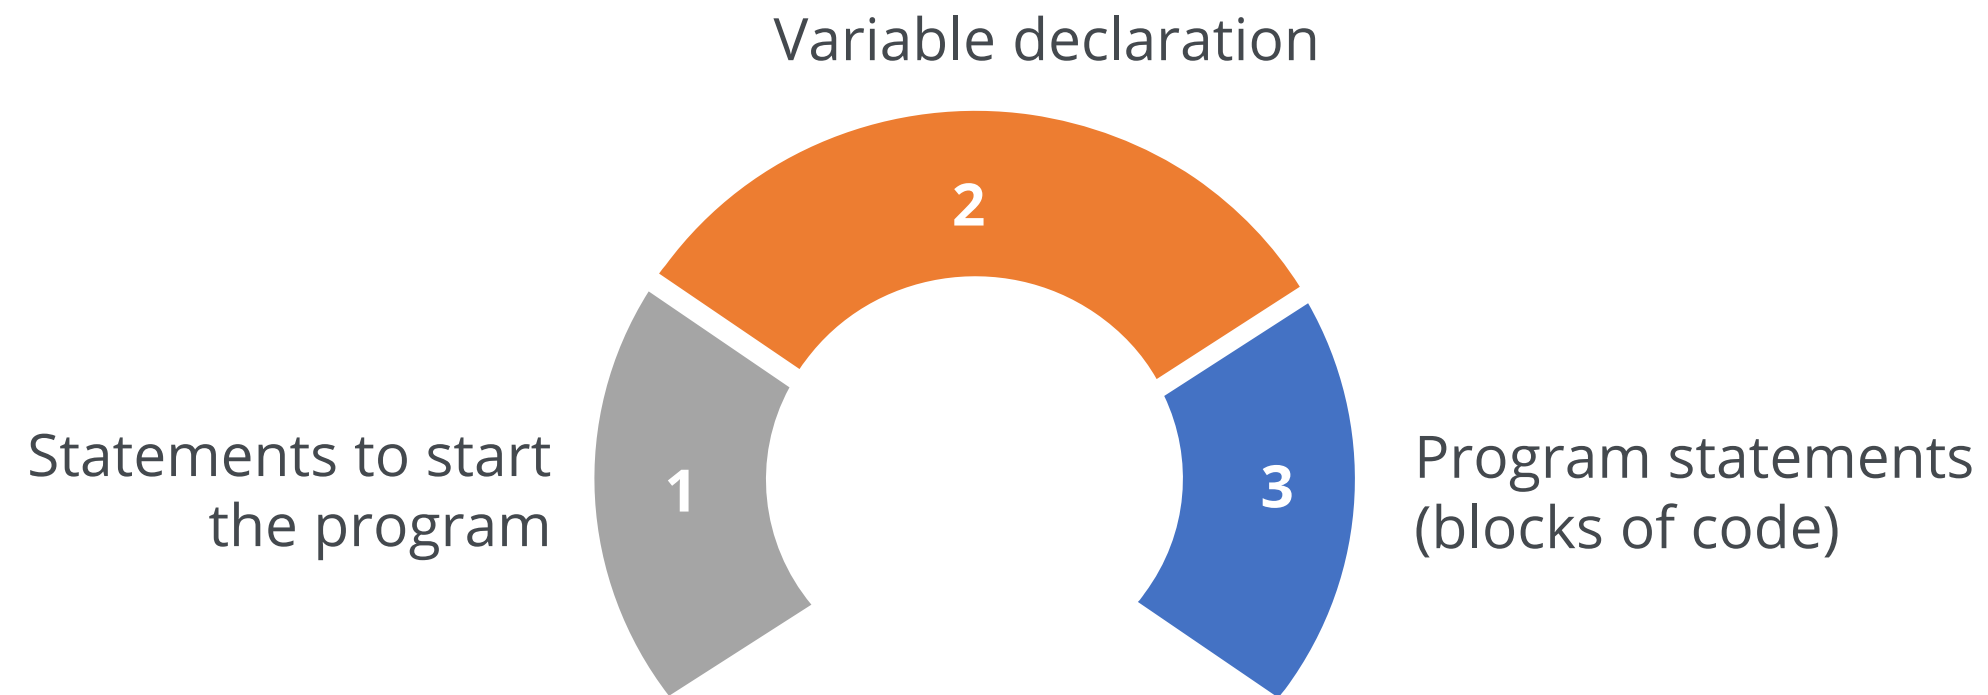 Variable declaration
2
Statements to start
the program
1
3
Program statements
(blocks of code)